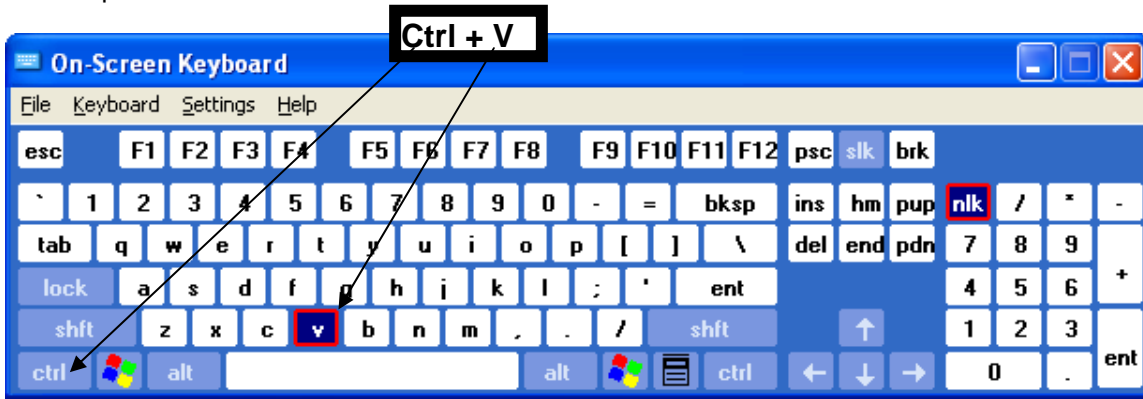 Ctrl + V
On-Screen Keyboard
File Keyboard Settings Help
esc F1 F2 F3 F4 F5 F6 F7 F8 F9 F10 F11 F12 psc slk brk
` 1 2 3 4 5 6 7 8 9 0 - = bksp ins hm pup nlk / * -
tab q w e r t y u i o p [ ] \ del end pdn 7 8 9 +
lock a s d f g h j k l ; ' ent 4 5 6
shft z x c v b n m , . / shft ↑ 1 2 3 ent
ctrl alt alt ctrl ← ↓ → 0 .